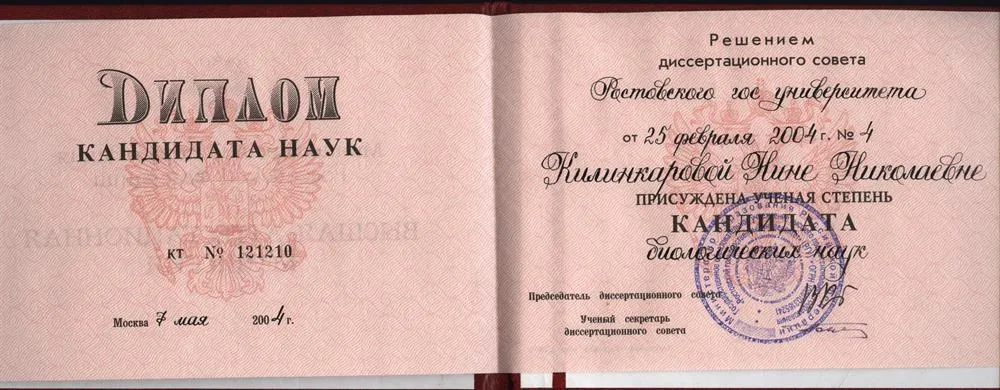 ДИПЛОМ
КАНДИДАТА НАУК
КТ № 121210
Москва 7 мая 2004 г.
Решением
диссертационного совета
Ростовского гос университета
от 25 февраля 2004 г. № 4
Килинкаровой Нине Николаевне
ПРИСУЖДЕНА УЧЕНАЯ СТЕПЕНЬ
КАНДИДАТА
биологических наук
Председатель диссертационного совета
Ученый секретарь
диссертационного совета